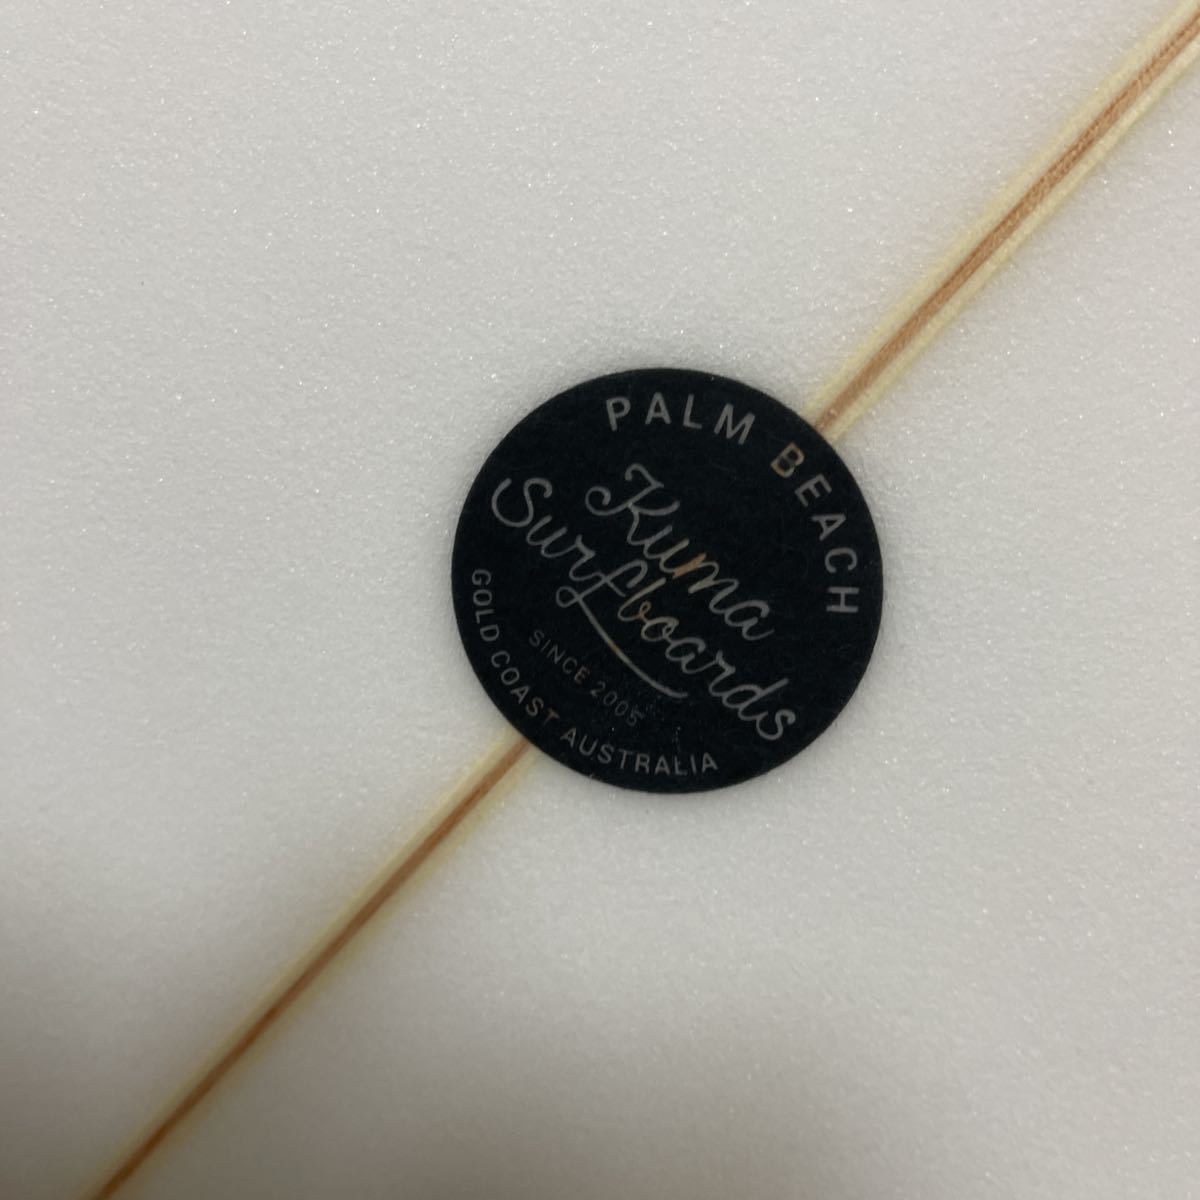 PALM BEACH
Kuma
Surfboards
SINCE 2005
GOLD COAST AUSTRALIA